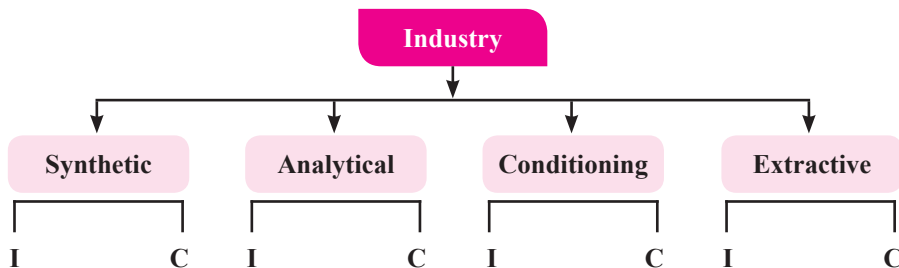 Industry
Synthetic Analytical Conditioning Extractive
I C I C I C I C